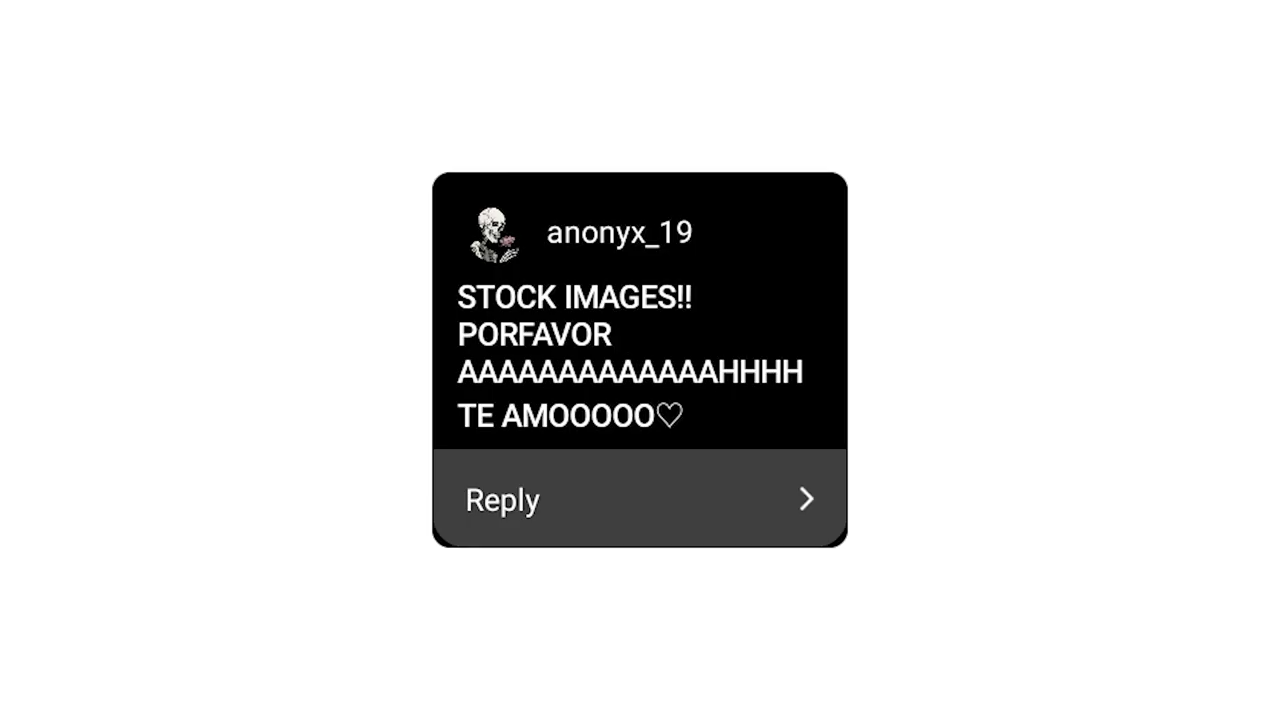 anonyx_19
STOCK IMAGES!!
PORFAVOR
AAAAAAAAAAAAAHHHH
TE AMOOOOO♡
Reply